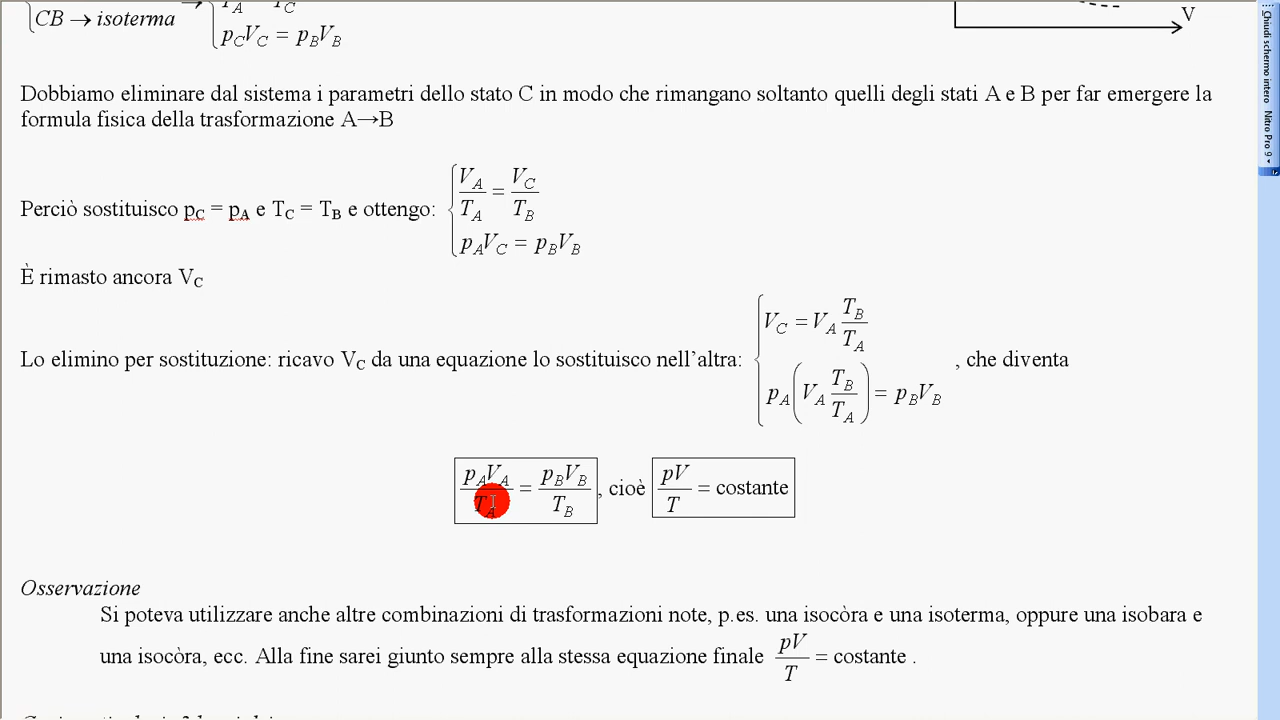 CB → isoterma → { T_A = T_C
p_C V_C = p_B V_B
V
Dobbiamo eliminare dal sistema i parametri dello stato C in modo che rimangano soltanto quelli degli stati A e B per far emergere la
formula fisica della trasformazione A→B
Perciò sostituisco p_C = p_A e T_C = T_B e ottengo: { V_A / T_A = V_C / T_B
p_A V_C = p_B V_B
È rimasto ancora V_C
Lo elimino per sostituzione: ricavo V_C da una equazione lo sostituisco nell’altra: { V_C = V_A T_B / T_A
p_A ( V_A T_B / T_A ) = p_B V_B , che diventa
p_A V_A / T_A = p_B V_B / T_B , cioè pV / T = costante
Osservazione
Si poteva utilizzare anche altre combinazioni di trasformazioni note, p.es. una isocòra e una isoterma, oppure una isobara e
una isocòra, ecc. Alla fine sarei giunto sempre alla stessa equazione finale pV / T = costante .
Chiudi schermo intero Nitro Pro 9